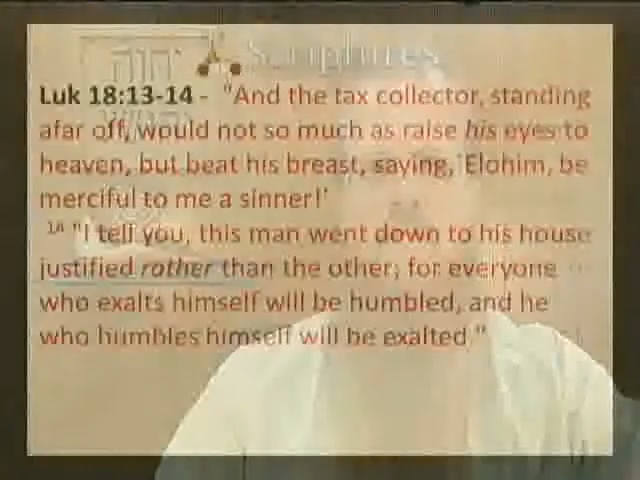 יהוה
Scriptures
Luk 18:13-14 - "And the tax collector, standing
afar off, would not so much as raise his eyes to
heaven, but beat his breast, saying, 'Elohim, be
merciful to me a sinner!'
14 "I tell you, this man went down to his house
justified rather than the other; for everyone
who exalts himself will be humbled, and he
who humbles himself will be exalted."